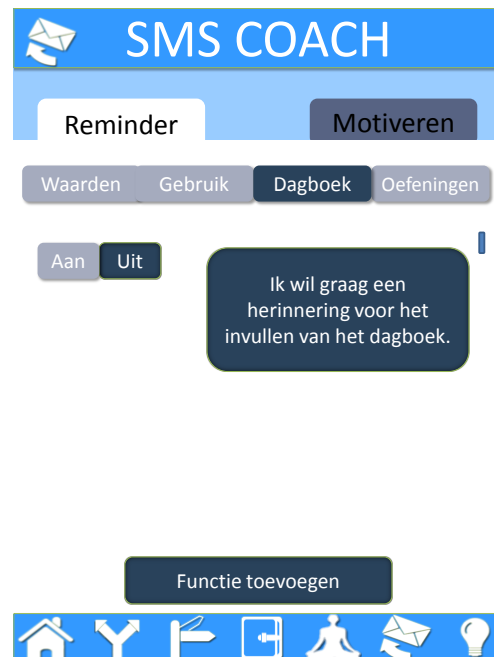 SMS COACH
Reminder
Motiveren
Waarden
Gebruik
Dagboek
Oefeningen
Aan
Uit
Ik wil graag een
herinnering voor het
invullen van het dagboek.
Functie toevoegen